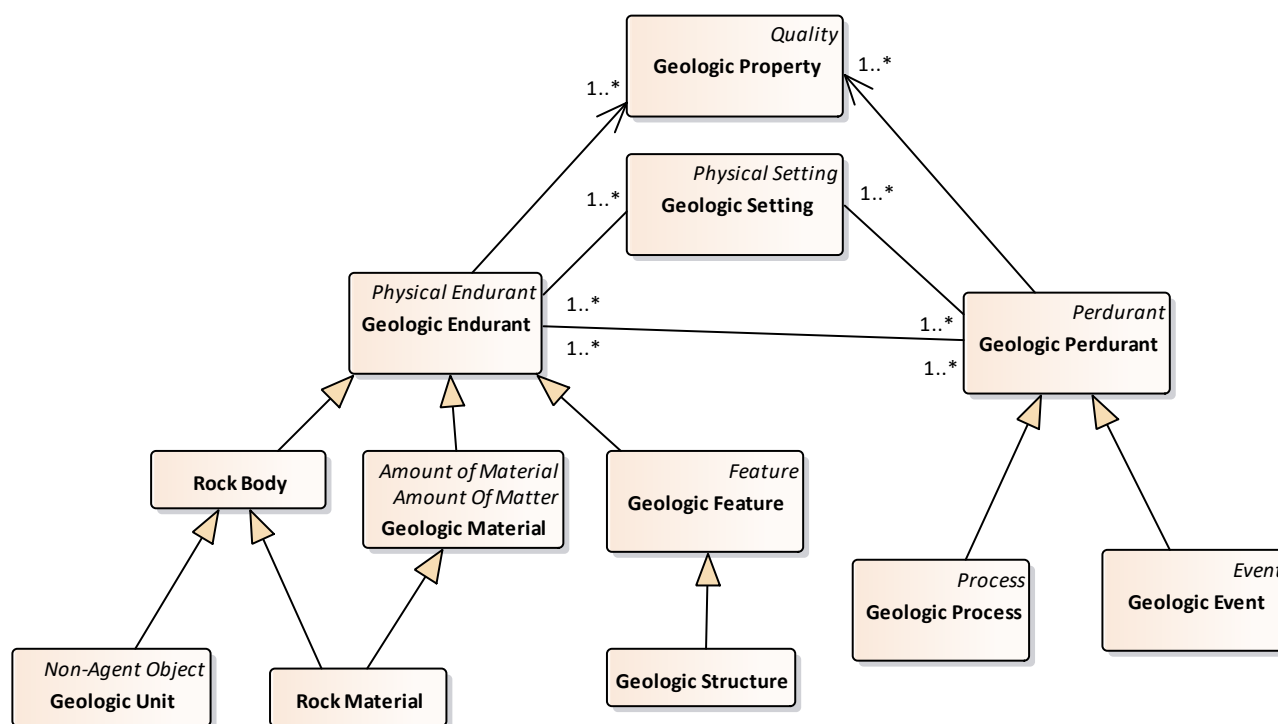 Quality
Geologic Property
1..*
1..*
Physical Setting
Geologic Setting
1..*
1..*
Physical Endurant
Geologic Endurant
1..*
1..*
1..*
1..*
Perdurant
Geologic Perdurant
Rock Body
Amount of Material
Amount Of Matter
Geologic Material
Feature
Geologic Feature
Process
Geologic Process
Event
Geologic Event
Non-Agent Object
Geologic Unit
Rock Material
Geologic Structure